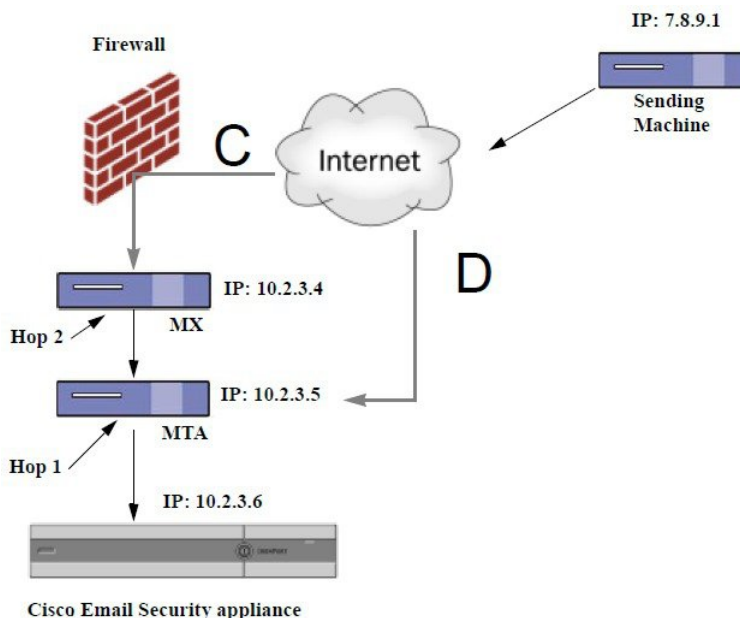 IP: 7.8.9.1
Firewall
Sending
Machine
C
Internet
D
IP: 10.2.3.4
Hop 2
MX
IP: 10.2.3.5
MTA
Hop 1
IP: 10.2.3.6
Cisco Email Security appliance